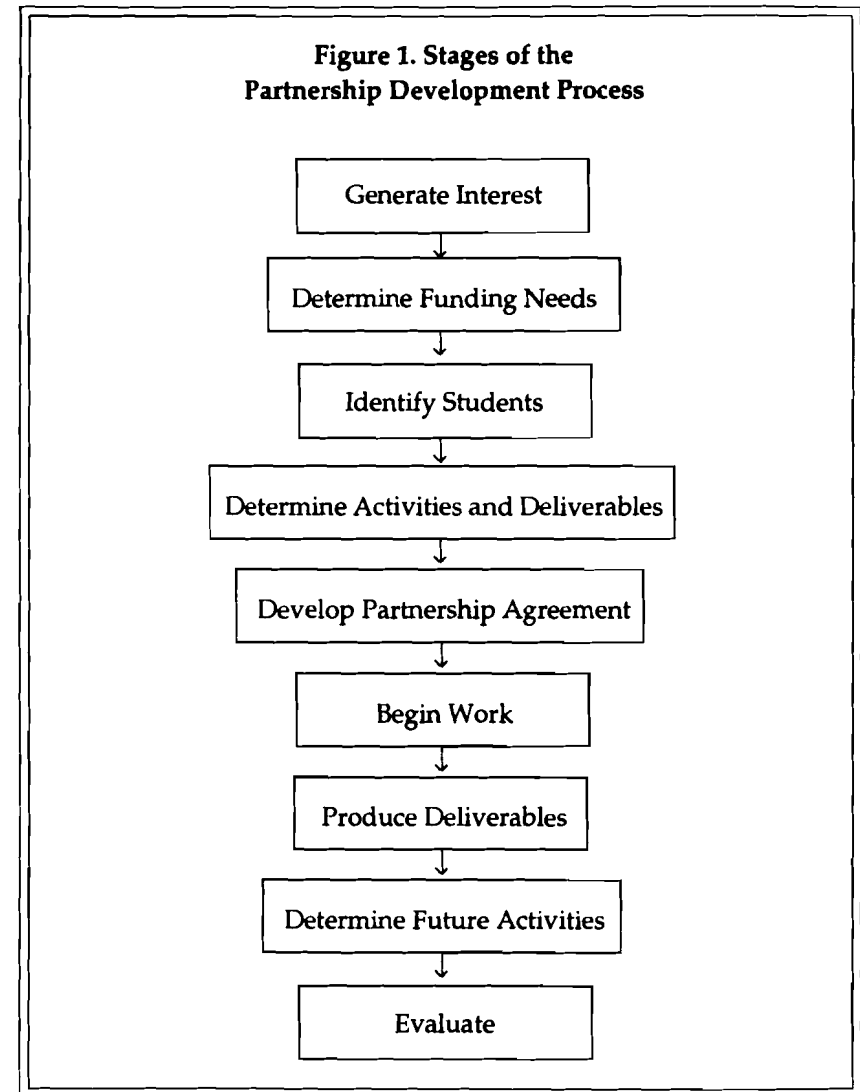 Figure 1. Stages of the
Partnership Development Process
Generate Interest
Determine Funding Needs
Identify Students
Determine Activities and Deliverables
Develop Partnership Agreement
Begin Work
Produce Deliverables
Determine Future Activities
Evaluate